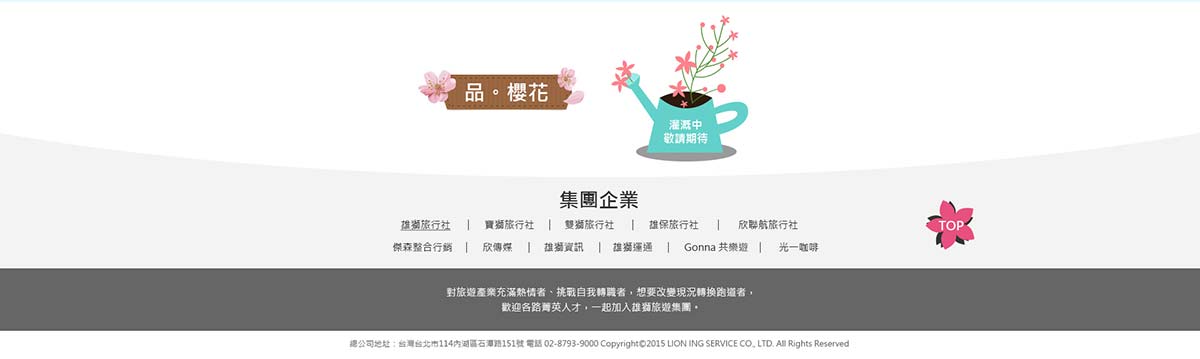 品。櫻花
灌溉中
敬請期待
集團企業
雄獅旅行社 | 寶獅旅行社 | 雙獅旅行社 | 雄保旅行社 | 欣聯航旅行社
傑森整合行銷 | 欣傳媒 | 雄獅資訊 | 雄獅運通 | Gonna 共樂遊 | 光一咖啡
TOP
對旅遊產業充滿熱情者、挑戰自我轉職者，想要改變現況轉換跑道者，
歡迎各路菁英人才，一起加入雄獅旅遊集團。
總公司地址：台灣台北市114內湖區石潭路151號 電話 02-8793-9000 Copyright©2015 LION ING SERVICE CO., LTD. All Rights Reserved